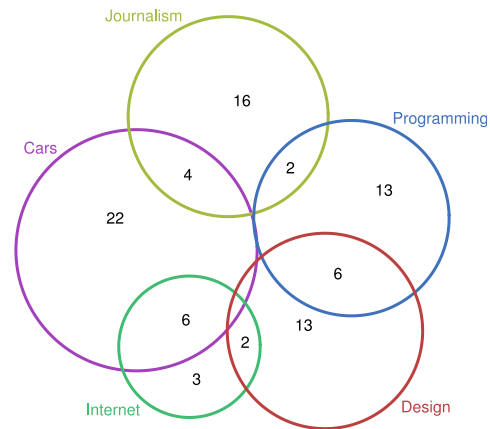 Journalism
16
Programming
Cars
4
2
13
22
6
6
13
2
3
Internet
Design